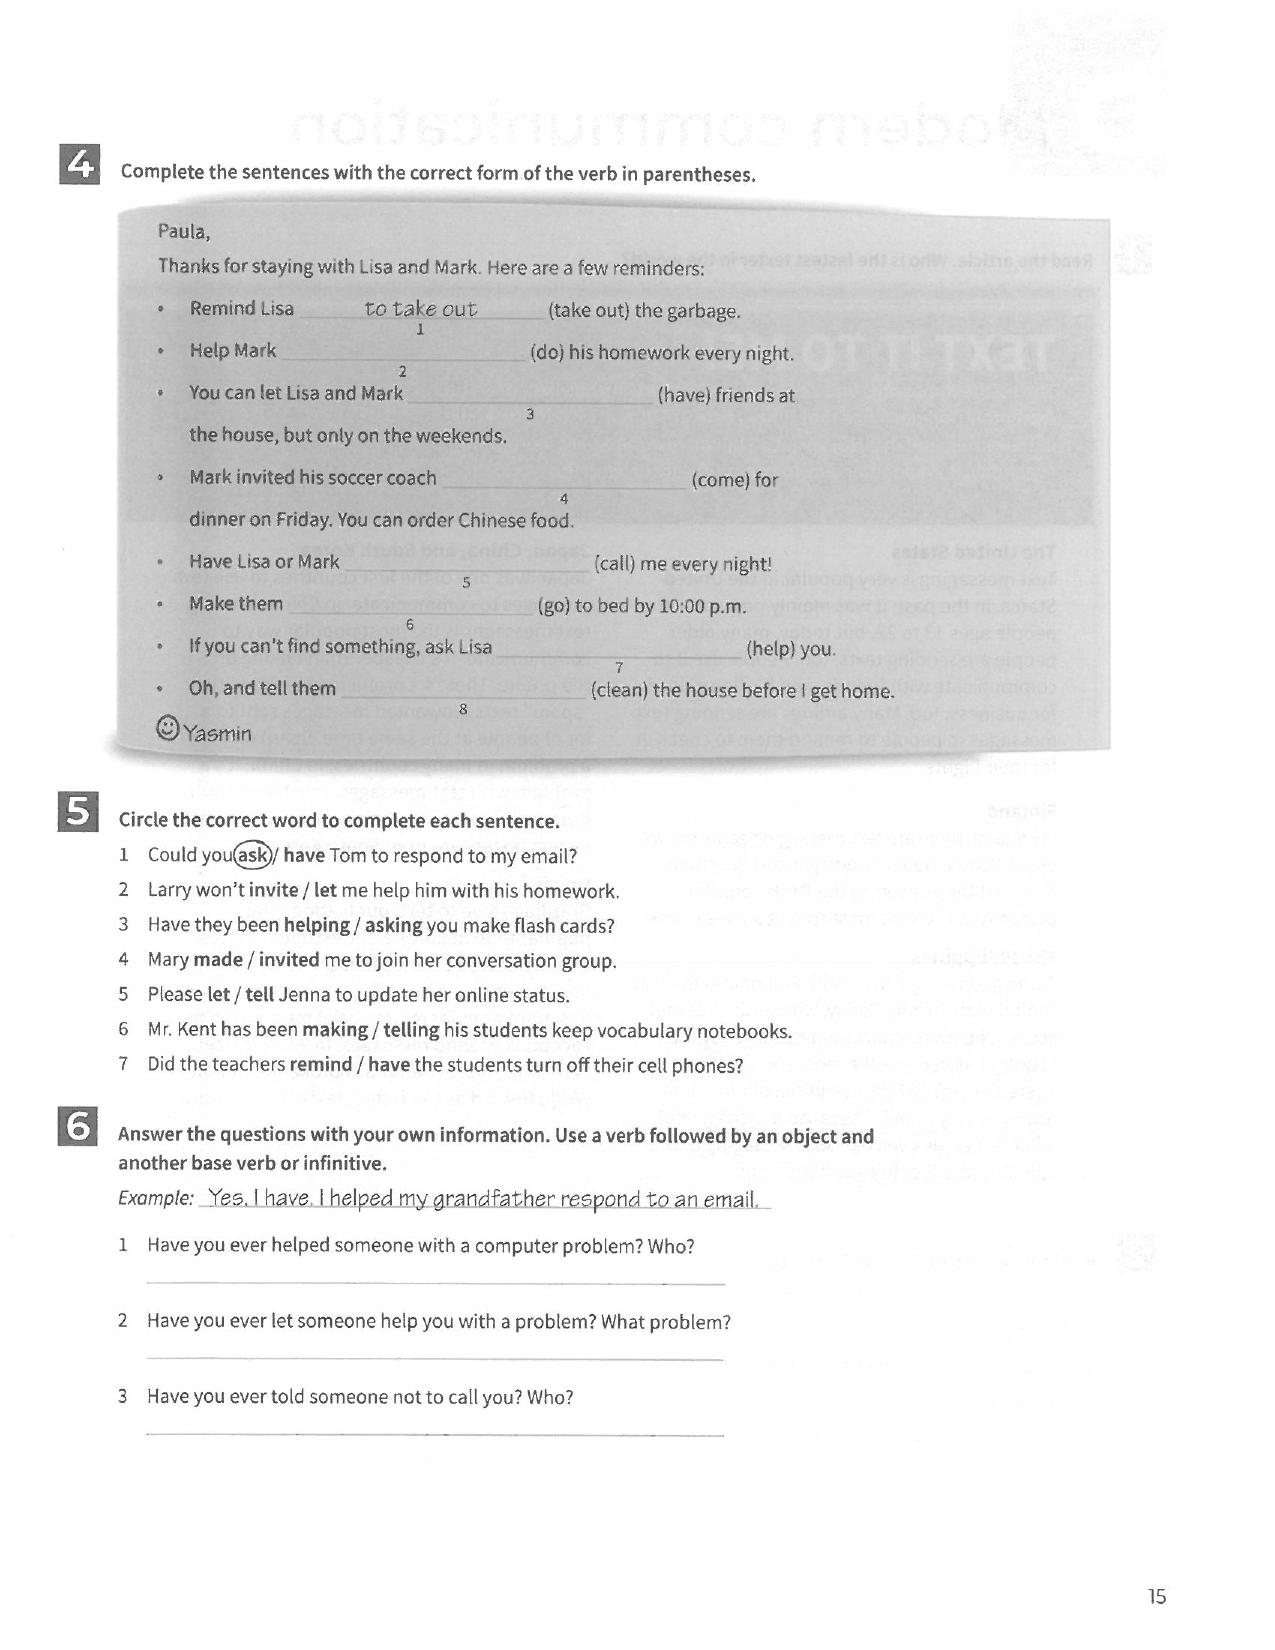 4 Complete the sentences with the correct form of the verb in parentheses.
Paula,
Thanks for staying with Lisa and Mark. Here are a few reminders:
• Remind Lisa to take out (take out) the garbage.
1
• Help Mark (do) his homework every night.
2
• You can let Lisa and Mark (have) friends at
3
the house, but only on the weekends.
• Mark invited his soccer coach (come) for
4
dinner on Friday. You can order Chinese food.
• Have Lisa or Mark (call) me every night!
5
• Make them (go) to bed by 10:00 p.m.
6
• If you can't find something, ask Lisa (help) you.
7
• Oh, and tell them (clean) the house before I get home.
8
Yasmin
5 Circle the correct word to complete each sentence.
1 Could you ask / have Tom to respond to my email?
2 Larry won't invite / let me help him with his homework.
3 Have they been helping / asking you make flash cards?
4 Mary made / invited me to join her conversation group.
5 Please let / tell Jenna to update her online status.
6 Mr. Kent has been making / telling his students keep vocabulary notebooks.
7 Did the teachers remind / have the students turn off their cell phones?
6 Answer the questions with your own information. Use a verb followed by an object and
another base verb or infinitive.
Example: Yes, I have. I helped my grandfather respond to an email.
1 Have you ever helped someone with a computer problem? Who?
2 Have you ever let someone help you with a problem? What problem?
3 Have you ever told someone not to call you? Who?
15